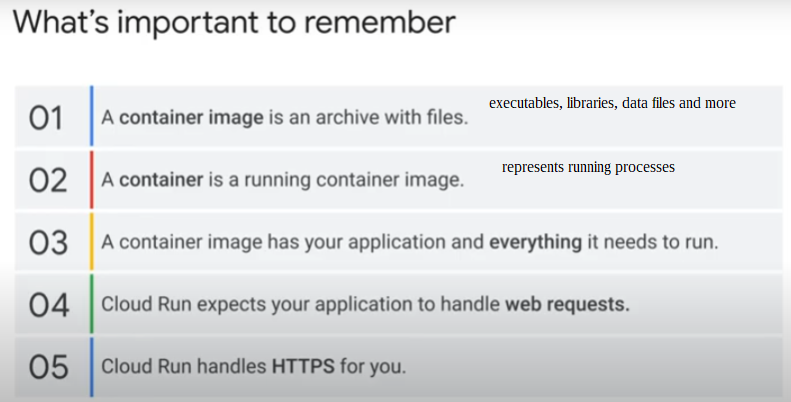 What's important to remember
01 A container image is an archive with files. executables, libraries, data files and more
02 A container is a running container image. represents running processes
03 A container image has your application and everything it needs to run.
04 Cloud Run expects your application to handle web requests.
05 Cloud Run handles HTTPS for you.